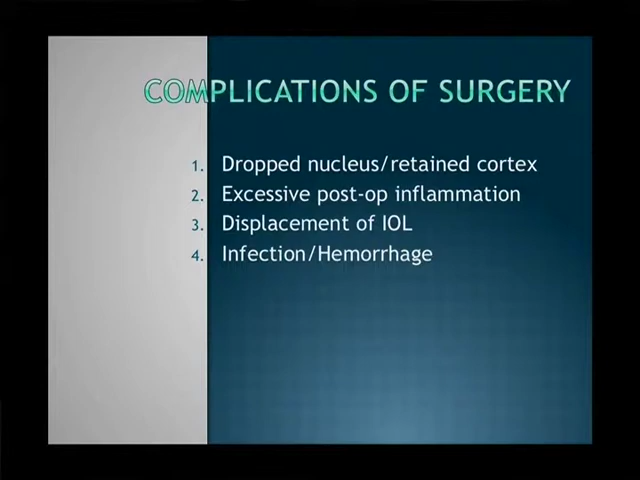 COMPLICATIONS OF SURGERY
1. Dropped nucleus/retained cortex
2. Excessive post-op inflammation
3. Displacement of IOL
4. Infection/Hemorrhage